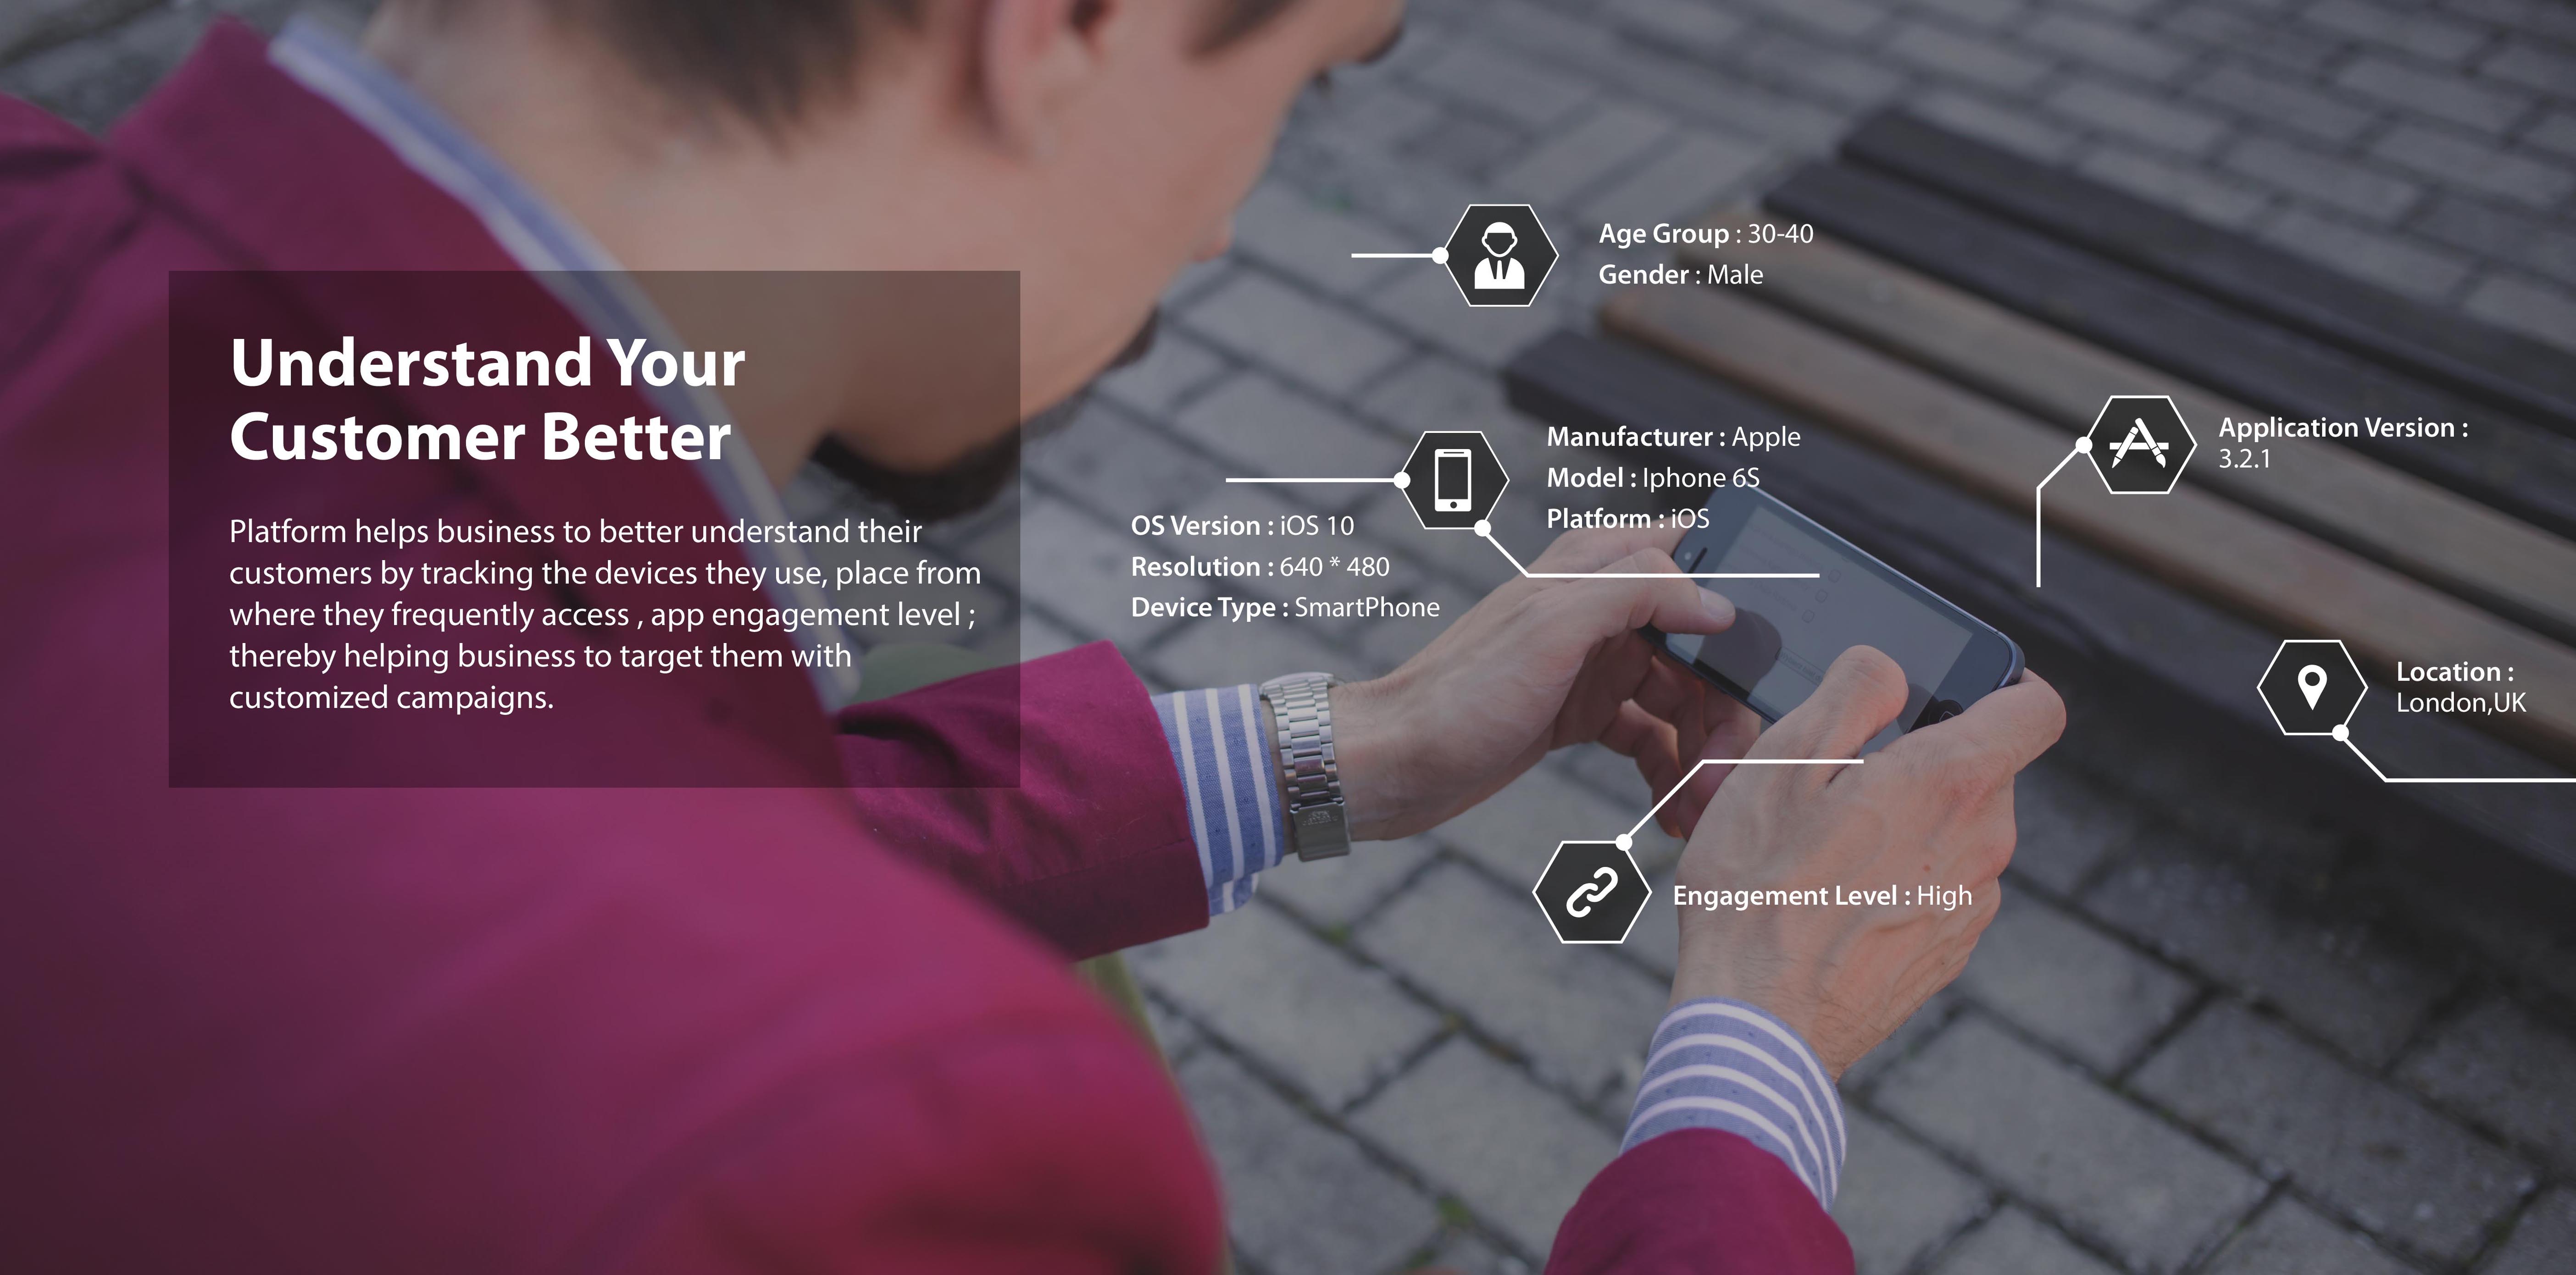 Understand Your
Customer Better
Platform helps business to better understand their
customers by tracking the devices they use, place from
where they frequently access , app engagement level ;
thereby helping business to target them with
customized campaigns.
Age Group : 30-40
Gender : Male
Manufacturer : Apple
Model : Iphone 6S
Platform : iOS
OS Version : iOS 10
Resolution : 640 * 480
Device Type : SmartPhone
Application Version :
3.2.1
Location :
London,UK
Engagement Level : High